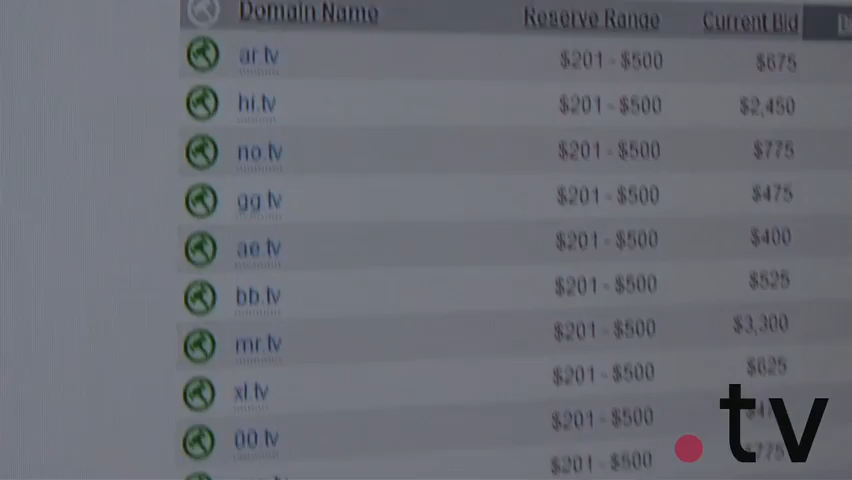 Domain Name Reserve Range Current Bid
ar.tv $201 - $500 $675
hi.tv $201 - $500 $2,450
no.tv $201 - $500 $775
gg.tv $201 - $500 $475
ae.tv $201 - $500 $400
bb.tv $201 - $500 $525
mr.tv $201 - $500 $3,300
xl.tv $201 - $500 $625
00.tv $201 - $500
$201 - $500 $775
.tv